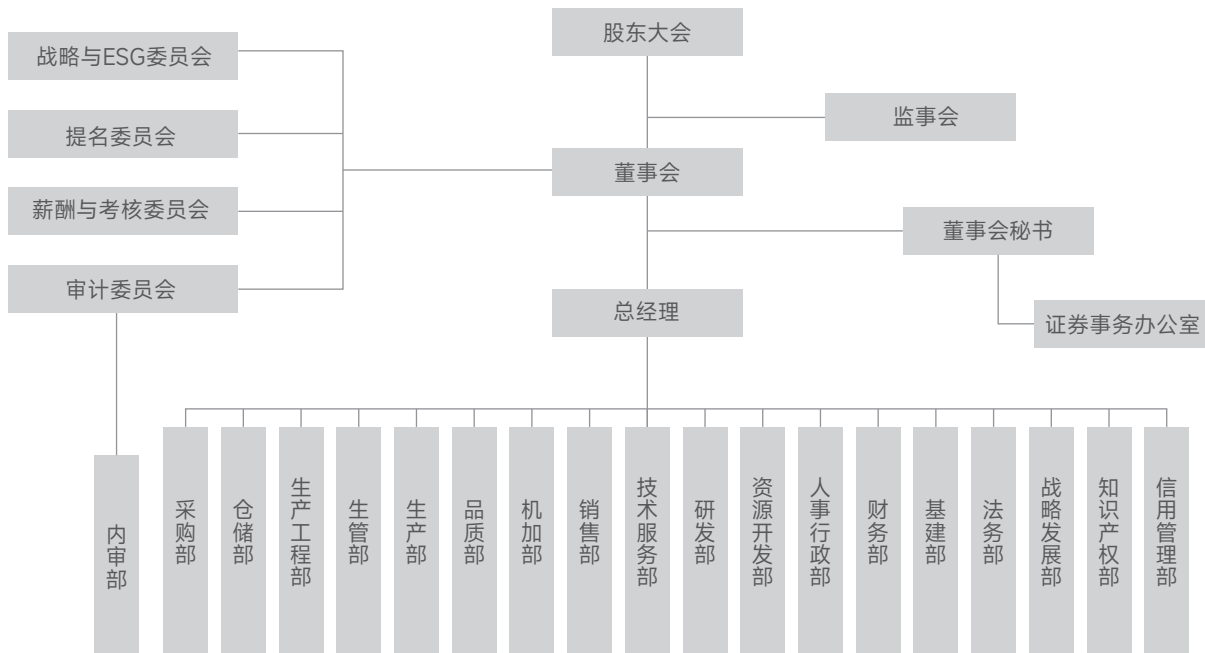 股东大会
战略与ESG委员会
监事会
提名委员会
董事会
薪酬与考核委员会
董事会秘书
审计委员会
总经理
证券事务办公室
内审部
采购部
仓储部
生产工程部
生管部
生产部
品质部
机加部
销售部
技术服务部
研发部
资源开发部
人事行政部
财务部
基建部
法务部
战略发展部
知识产权部
信用管理部